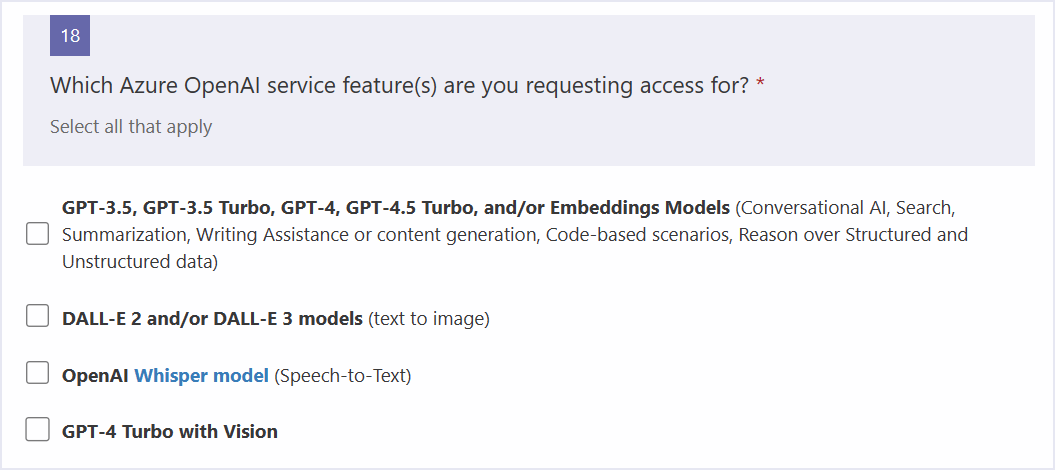 18
Which Azure OpenAI service feature(s) are you requesting access for? *
Select all that apply
GPT-3.5, GPT-3.5 Turbo, GPT-4, GPT-4.5 Turbo, and/or Embeddings Models (Conversational AI, Search,
Summarization, Writing Assistance or content generation, Code-based scenarios, Reason over Structured and
Unstructured data)
DALL-E 2 and/or DALL-E 3 models (text to image)
OpenAI Whisper model (Speech-to-Text)
GPT-4 Turbo with Vision